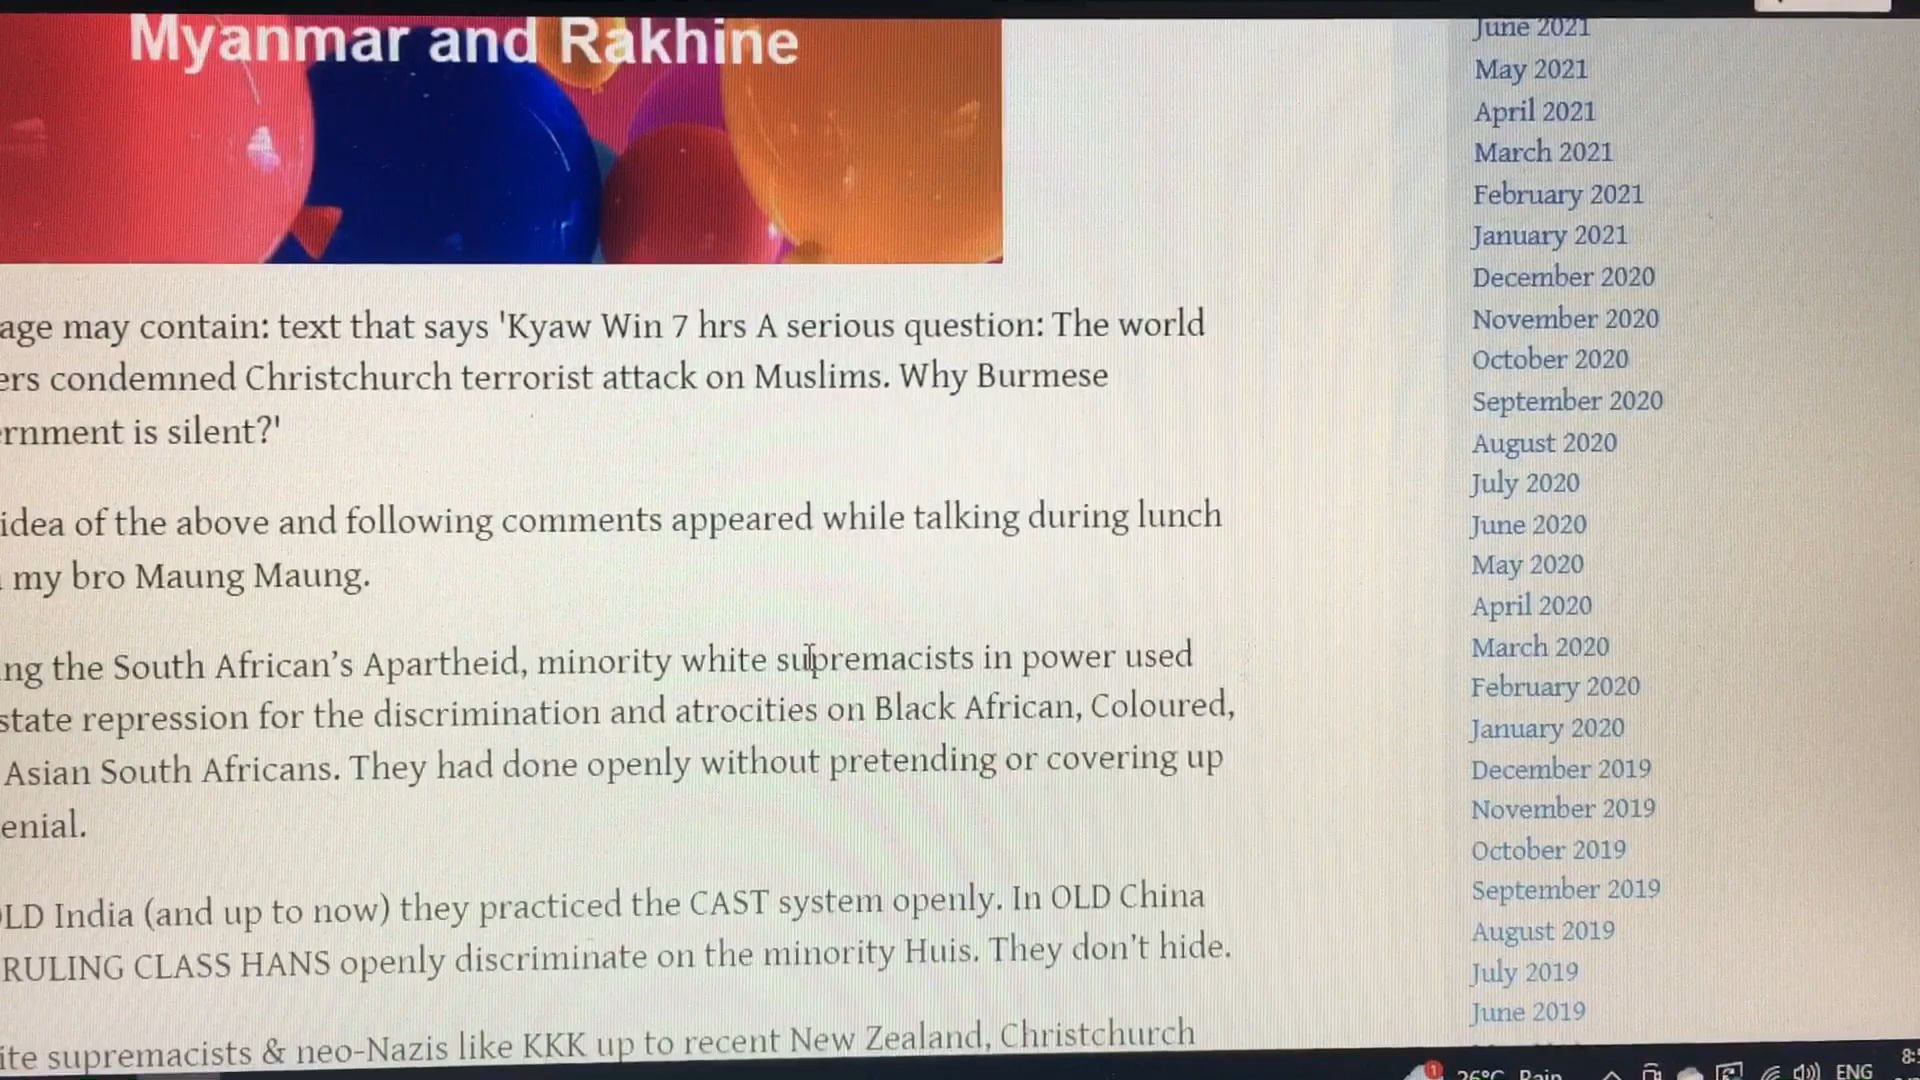 Myanmar and Rakhine
age may contain: text that says 'Kyaw Win 7 hrs A serious question: The world
ers condemned Christchurch terrorist attack on Muslims. Why Burmese
ernment is silent?'
idea of the above and following comments appeared while talking during lunch
my bro Maung Maung.
ng the South African’s Apartheid, minority white supremacists in power used
state repression for the discrimination and atrocities on Black African, Coloured,
Asian South Africans. They had done openly without pretending or covering up
enial.
LD India (and up to now) they practiced the CAST system openly. In OLD China
RULING CLASS HANS openly discriminate on the minority Huis. They don’t hide.
ite supremacists & neo-Nazis like KKK up to recent New Zealand, Christchurch
June 2021
May 2021
April 2021
March 2021
February 2021
January 2021
December 2020
November 2020
October 2020
September 2020
August 2020
July 2020
June 2020
May 2020
April 2020
March 2020
February 2020
January 2020
December 2019
November 2019
October 2019
September 2019
August 2019
July 2019
June 2019
1
26°C Rain
ENG